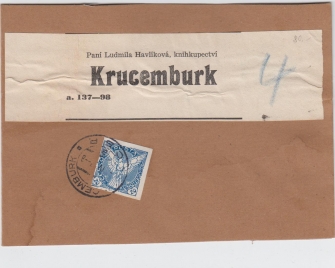 Paní Ludmila Havlíková, knihkupectví
Krucemburk
a. 137—98
4